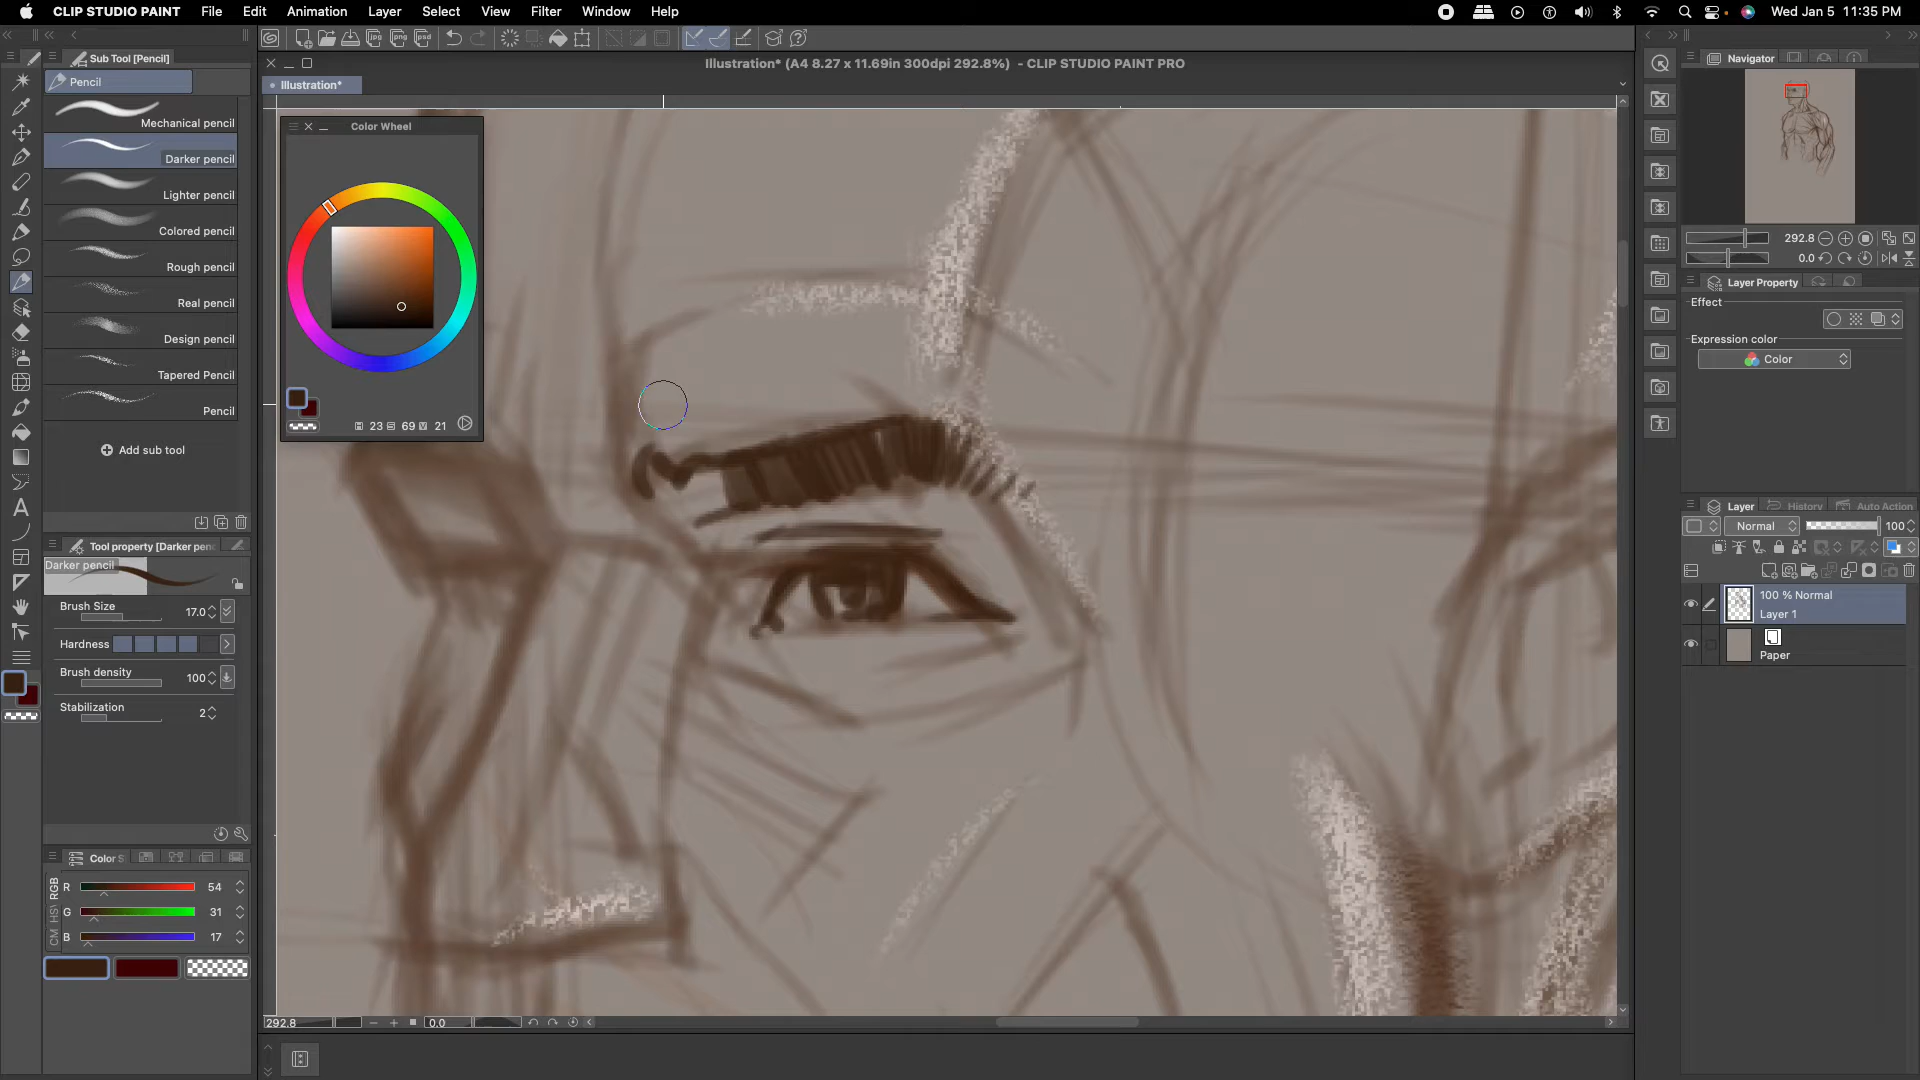 CLIP STUDIO PAINT File Edit Animation Layer Select View Filter Window Help Wed Jan 5 11:35 PM
Sub Tool [Pencil]
Illustration* (A4 8.27 x 11.69in 300dpi 292.8%) - CLIP STUDIO PAINT PRO
Navigator
Pencil
Illustration*
Mechanical pencil
Darker pencil
Lighter pencil
Colored pencil
Rough pencil
Real pencil
Design pencil
Tapered Pencil
Pencil
Add sub tool
Color Wheel
23 69 21
292.8
0.0
Layer Property
Effect
Expression color
Color
Layer History Auto Action
Normal 100
100 % Normal
Layer 1
Paper
Tool property [Darker pen
Darker pencil
Brush Size 17.0
Hardness
Brush density 100
Stabilization 2
Color S
RGB
HSV
CM
R 54
G 31
B 17
292.8 0.0